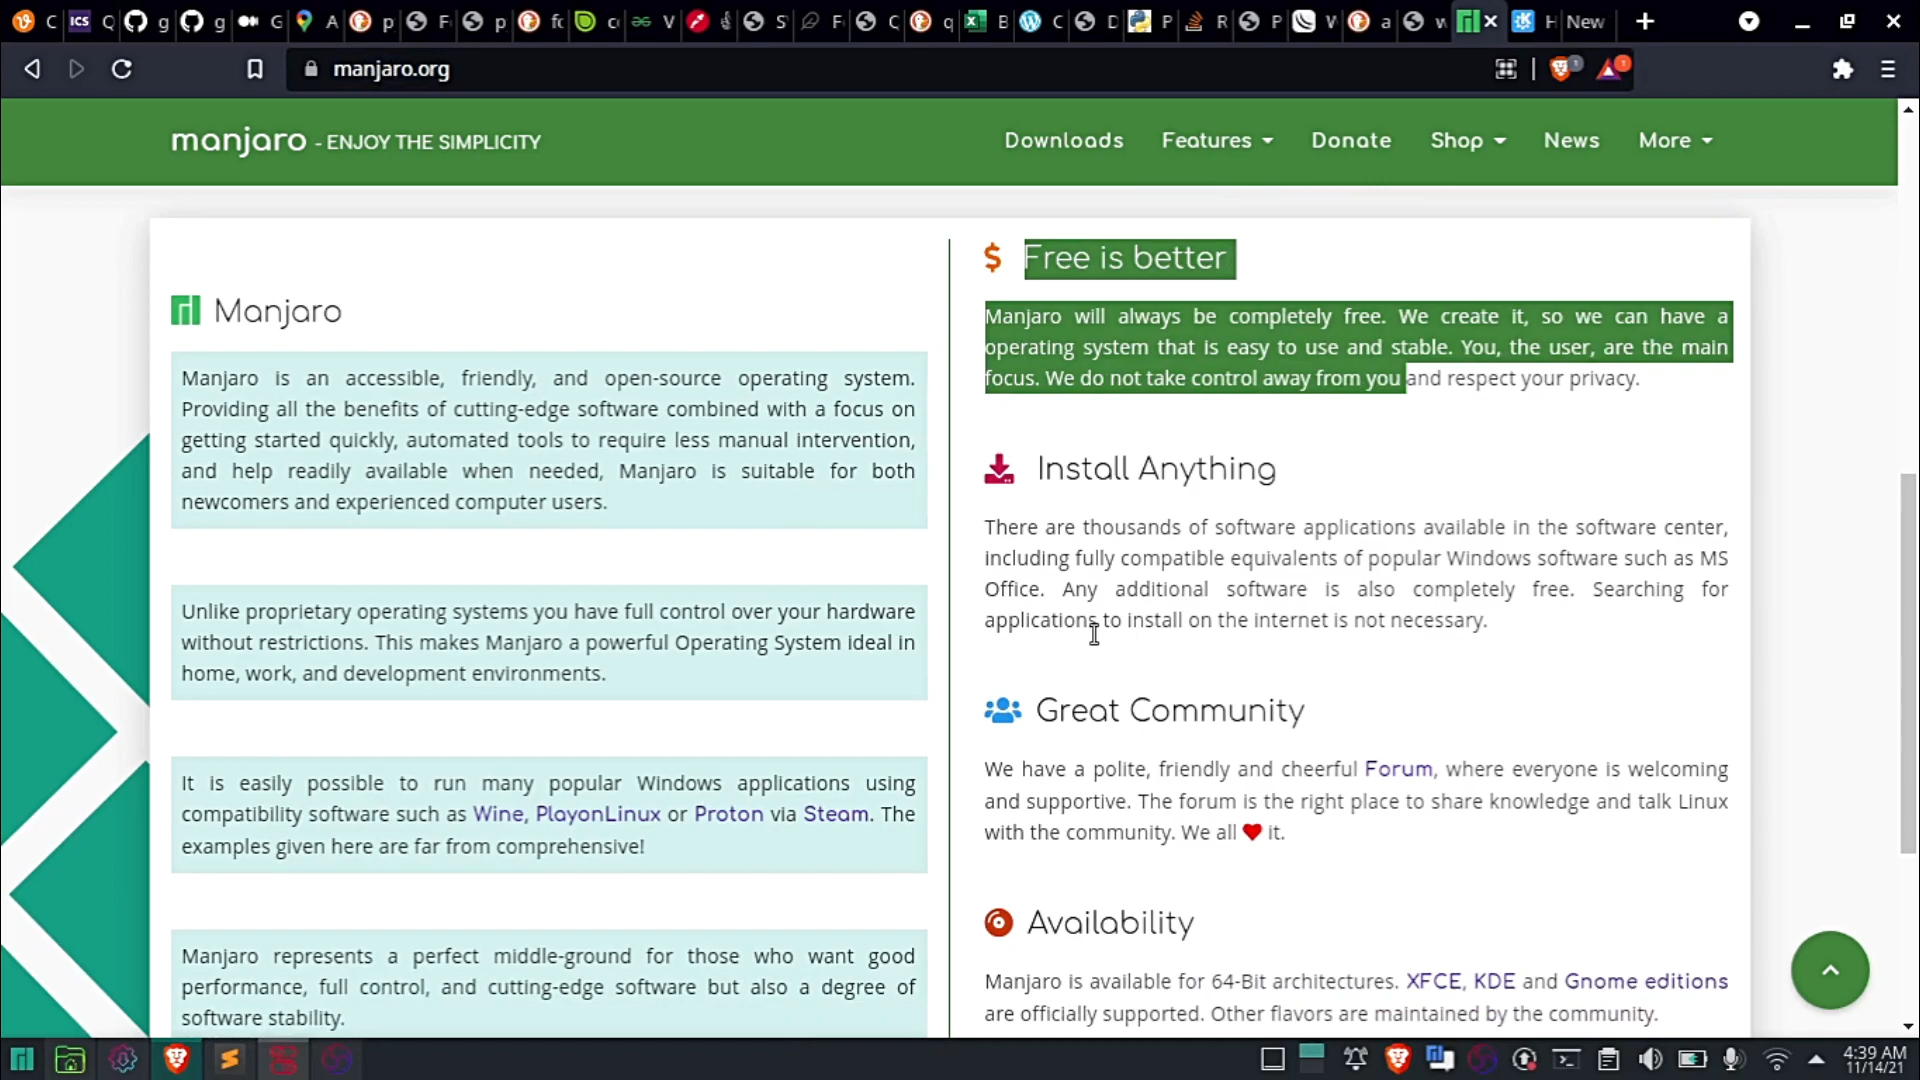 C
ICS Q
g
g
G
A
p
F
p
fc
c
V
S
F
C
q
B
C
D
P
R
P
V
a
w
H
New
manjaro.org
1
1
manjaro - ENJOY THE SIMPLICITY
Downloads
Features
Donate
Shop
News
More
Manjaro
Manjaro is an accessible, friendly, and open-source operating system.
Providing all the benefits of cutting-edge software combined with a focus on
getting started quickly, automated tools to require less manual intervention,
and help readily available when needed, Manjaro is suitable for both
newcomers and experienced computer users.
Unlike proprietary operating systems you have full control over your hardware
without restrictions. This makes Manjaro a powerful Operating System ideal in
home, work, and development environments.
It is easily possible to run many popular Windows applications using
compatibility software such as Wine, PlayonLinux or Proton via Steam. The
examples given here are far from comprehensive!
Manjaro represents a perfect middle-ground for those who want good
performance, full control, and cutting-edge software but also a degree of
software stability.
Free is better
Manjaro will always be completely free. We create it, so we can have a
operating system that is easy to use and stable. You, the user, are the main
focus. We do not take control away from you and respect your privacy.
Install Anything
There are thousands of software applications available in the software center,
including fully compatible equivalents of popular Windows software such as MS
Office. Any additional software is also completely free. Searching for
applications to install on the internet is not necessary.
Great Community
We have a polite, friendly and cheerful Forum, where everyone is welcoming
and supportive. The forum is the right place to share knowledge and talk Linux
with the community. We all ❤ it.
Availability
Manjaro is available for 64-Bit architectures. XFCE, KDE and Gnome editions
are officially supported. Other flavors are maintained by the community.
4:39 AM
11/14/21